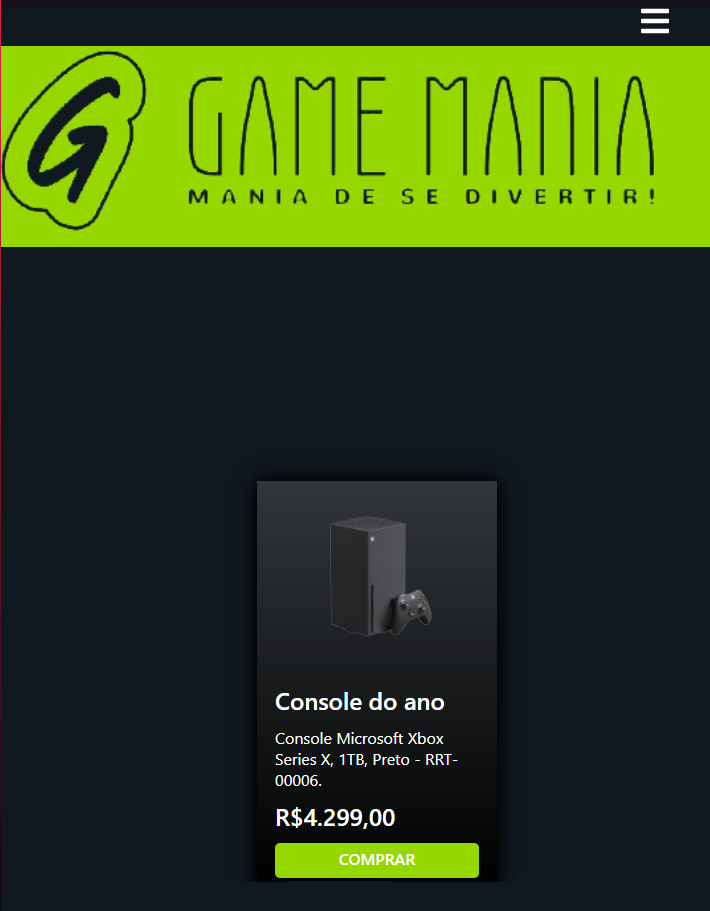 G GAME MANIA
MANIA DE SE DIVERTIR!
Console do ano
Console Microsoft Xbox
Series X, 1TB, Preto - RRT-
00006.
R$4.299,00
COMPRAR